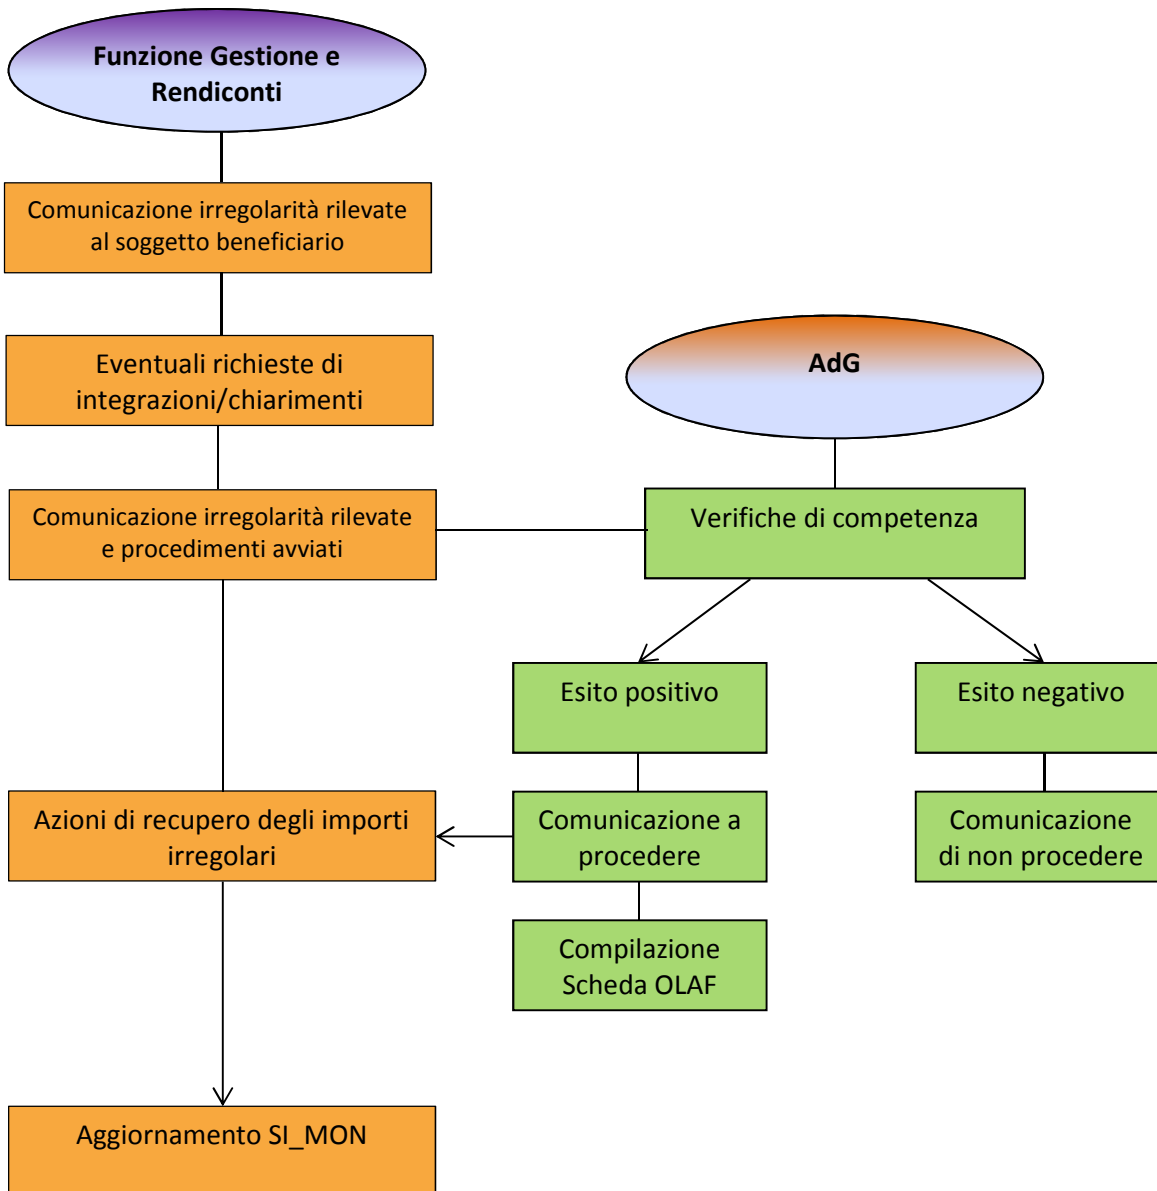 Funzione Gestione e
Rendiconti
Comunicazione irregolarità rilevate
al soggetto beneficiario
Eventuali richieste di
integrazioni/chiarimenti
AdG
Comunicazione irregolarità rilevate
e procedimenti avviati
Verifiche di competenza
Esito positivo
Esito negativo
Azioni di recupero degli importi
irregolari
Comunicazione a
procedere
Comunicazione
di non procedere
Compilazione
Scheda OLAF
Aggiornamento SI_MON